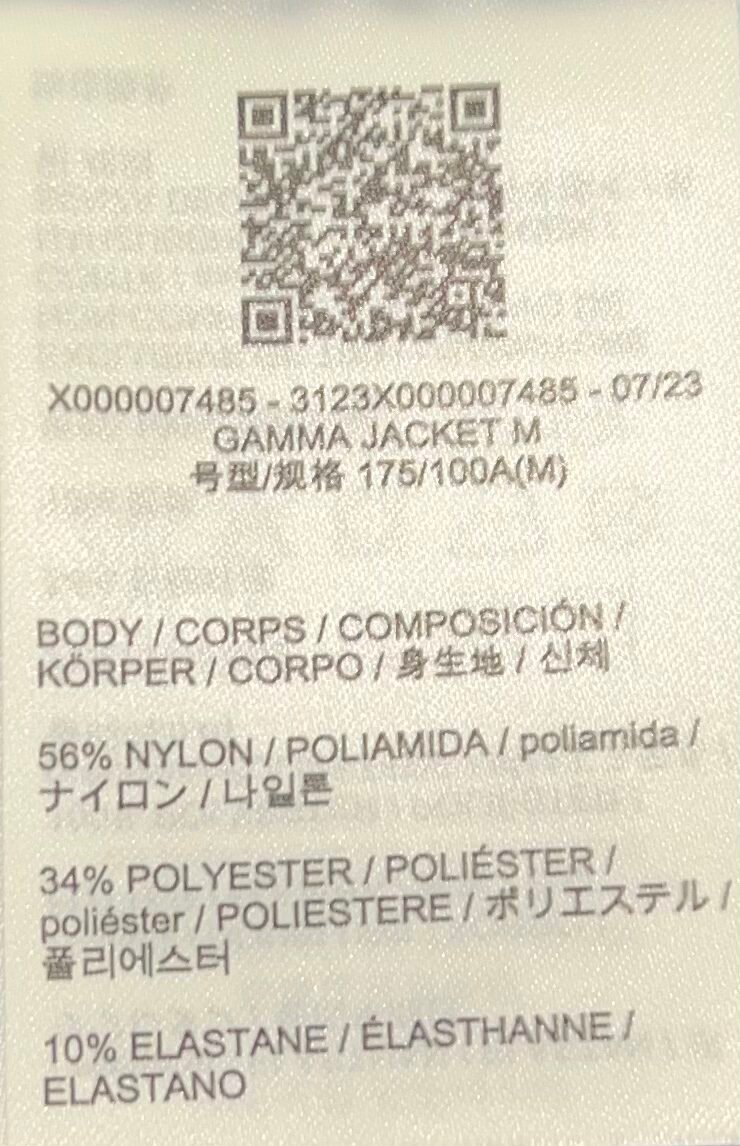 X000007485 - 3123X000007485 - 07/23
GAMMA JACKET M
号型/规格 175/100A(M)
BODY / CORPS / COMPOSICIÓN /
KÖRPER / CORPO / 身生地 / 신체
56% NYLON / POLIAMIDA / poliamida /
ナイロン / 나일론
34% POLYESTER / POLIÉSTER /
poliéster / POLIESTERE / ポリエステル /
폴리에스터
10% ELASTANE / ÉLASTHANNE /
ELASTANO